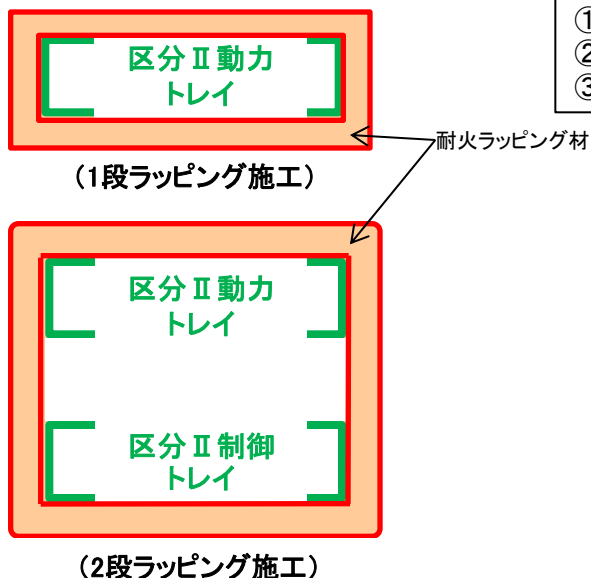 ①
②
③
区分Ⅱ動力
トレイ
耐火ラッピング材
（1段ラッピング施工）
区分Ⅱ動力
トレイ
区分Ⅱ制御
トレイ
（2段ラッピング施工）